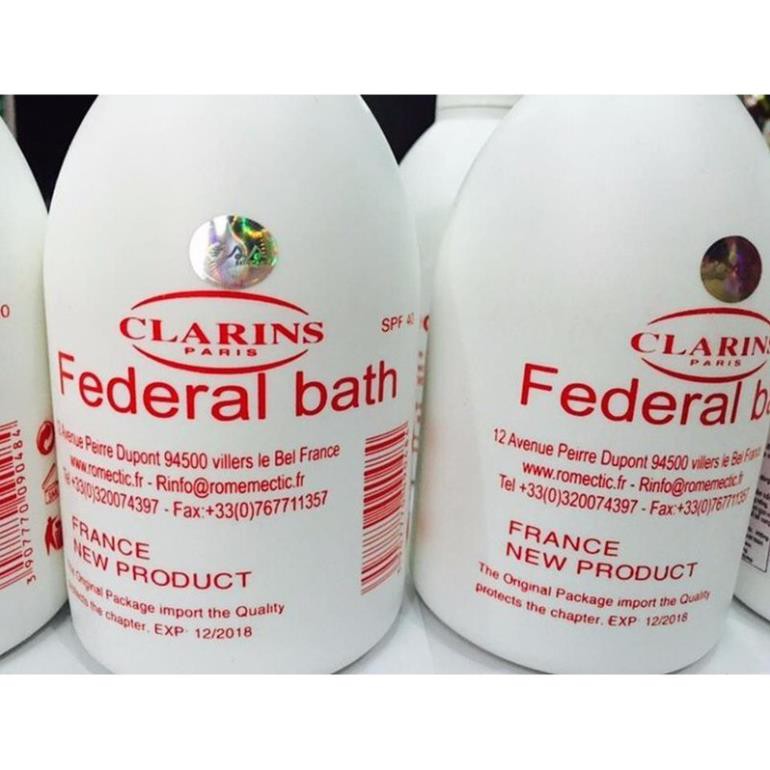 0
3907770090484
CLARINS
PARIS
SPF 40
Federal bath
12 Avenue Peirre Dupont 94500 villers le Bel France
www.romectic.fr - Rinfo@romemectic.fr
Tel +33(0)320074397 - Fax:+33(0)767711357
FRANCE
NEW PRODUCT
The Original Package import the Quality
protects the chapter. EXP: 12/2018
CLARINS
PARIS
Federal ba
12 Avenue Peirre Dupont 94500 villers le Bel France
www.romectic.fr - Rinfo@romemectic.fr
Tel +33(0)320074397 - Fax:+33(0)767711357
FRANCE
NEW PRODUCT
The Original Package import the Quality
protects the chapter. EXP: 12/2018